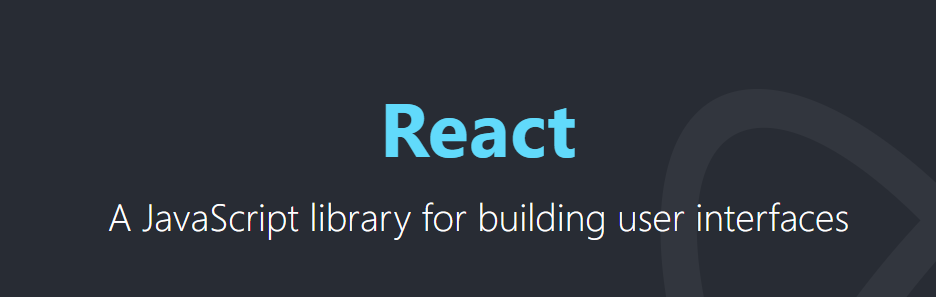 React
A JavaScript library for building user interfaces